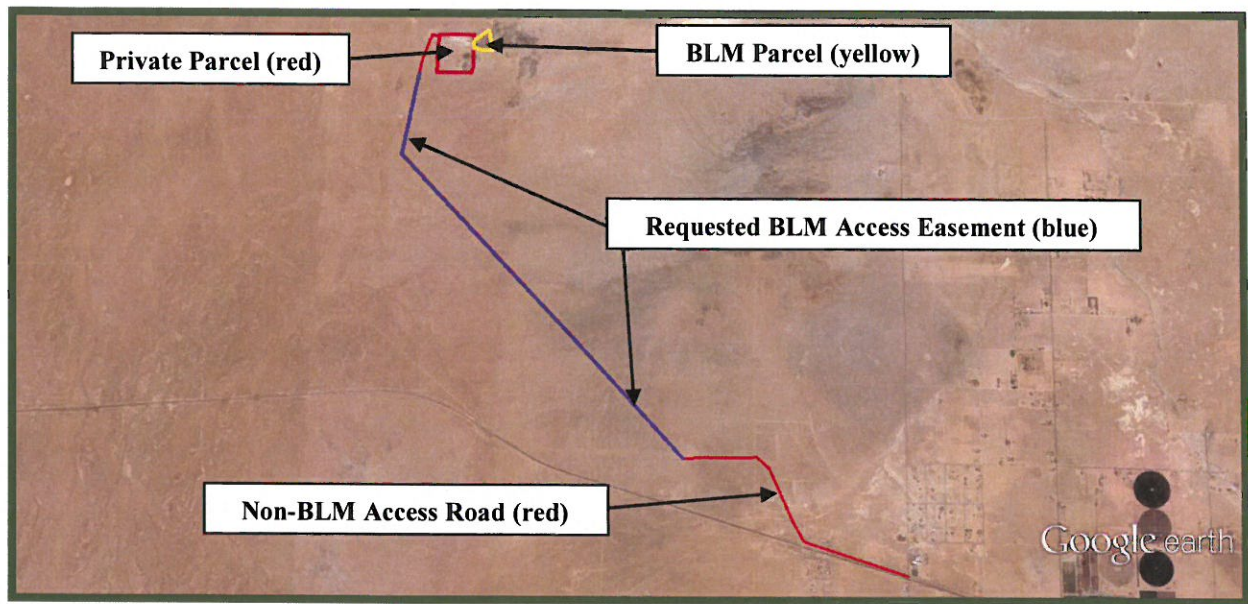 Private Parcel (red)
BLM Parcel (yellow)
Requested BLM Access Easement (blue)
Non-BLM Access Road (red)
Google earth